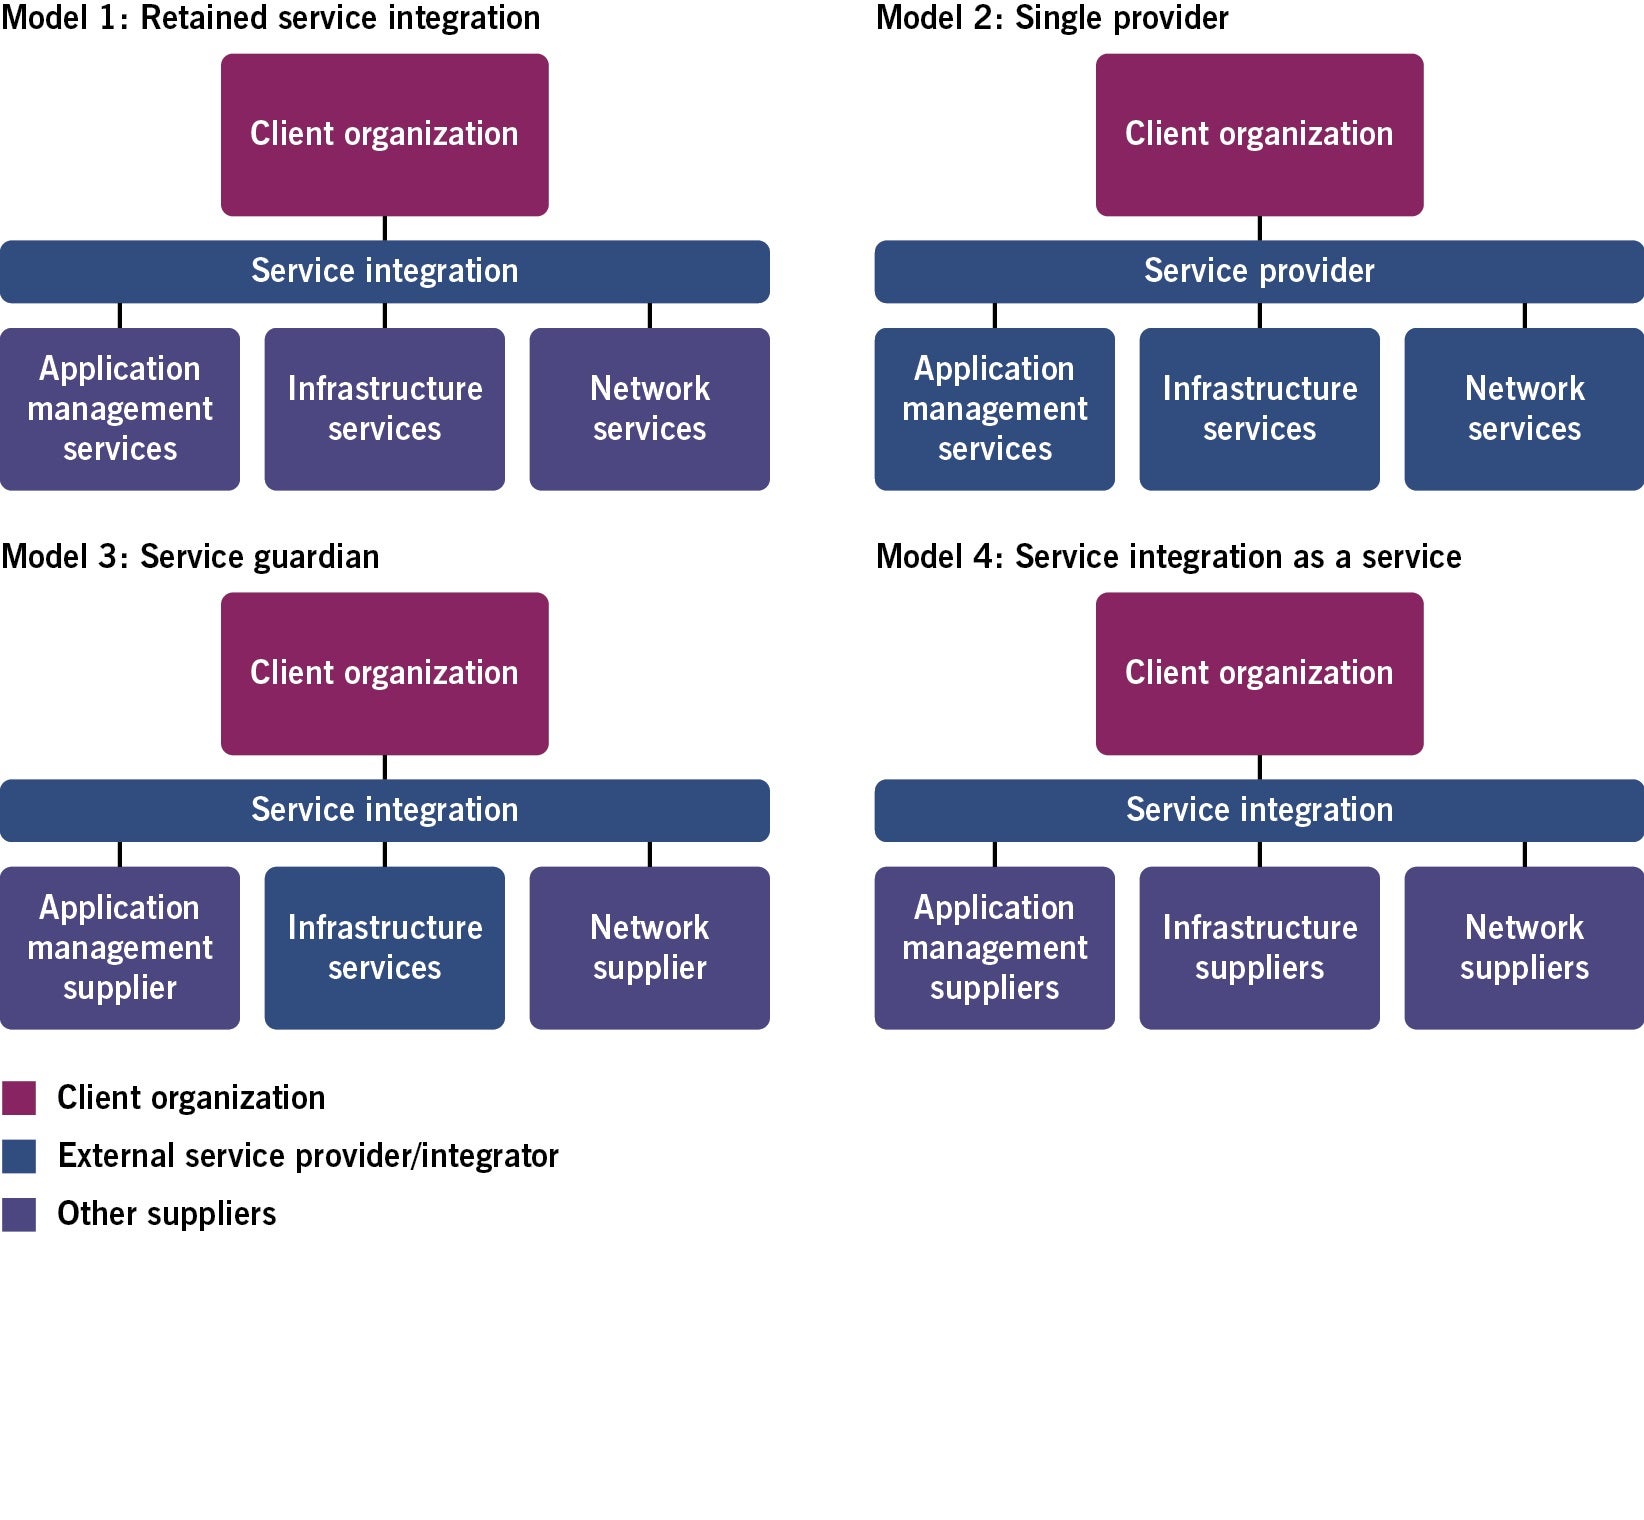 Model 1: Retained service integration
Client organization
Service integration
Application
management
services
Infrastructure
services
Network
services
Model 2: Single provider
Client organization
Service provider
Application
management
services
Infrastructure
services
Network
services
Model 3: Service guardian
Client organization
Service integration
Application
management
supplier
Infrastructure
services
Network
supplier
Model 4: Service integration as a service
Client organization
Service integration
Application
management
suppliers
Infrastructure
suppliers
Network
suppliers
Client organization
External service provider/integrator
Other suppliers